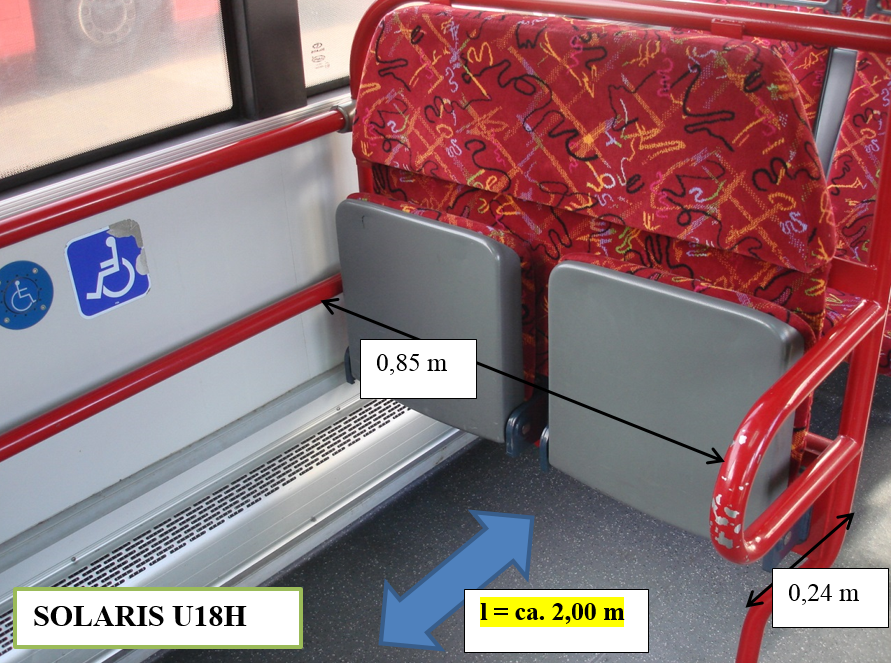 0,85 m
0,24 m
l = ca. 2,00 m
SOLARIS U18H